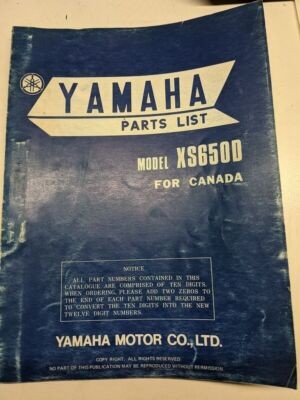 YAMAHA
PARTS LIST
MODEL XS650D
FOR CANADA
NOTICE
ALL PART NUMBERS CONTAINED IN THIS
CATALOGUE ARE COMPRISED OF TEN DIGITS.
WHEN ORDERING, PLEASE ADD TWO ZEROS TO
THE END OF EACH PART NUMBER REQUIRED
TO CONVERT THE TEN DIGITS INTO THE NEW
TWELVE DIGIT NUMBERS.
YAMAHA MOTOR CO., LTD.
COPY RIGHT. ALL RIGHTS RESERVED
NO PART OF THIS PUBLICATION MAY BE REPRODUCED WITHOUT PERMISSION